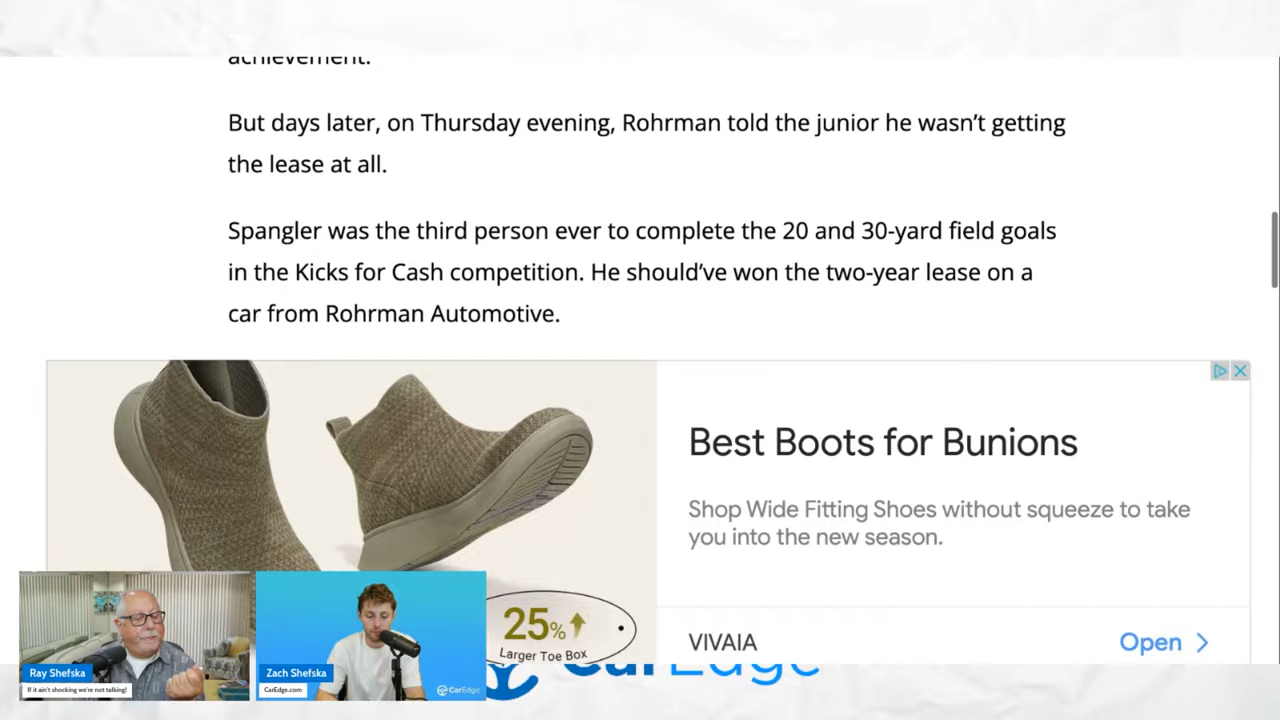 achievement.
But days later, on Thursday evening, Rohrman told the junior he wasn't getting
the lease at all.
Spangler was the third person ever to complete the 20 and 30-yard field goals
in the Kicks for Cash competition. He should've won the two-year lease on a
car from Rohrman Automotive.
Best Boots for Bunions
Shop Wide Fitting Shoes without squeeze to take
you into the new season.
25%
Larger Toe Box
VIVAIA
Open
Ray Shefska
If it ain't shocking we're not talking!
Zach Shefska
CarEdge.com
CarEdge
CarEdge